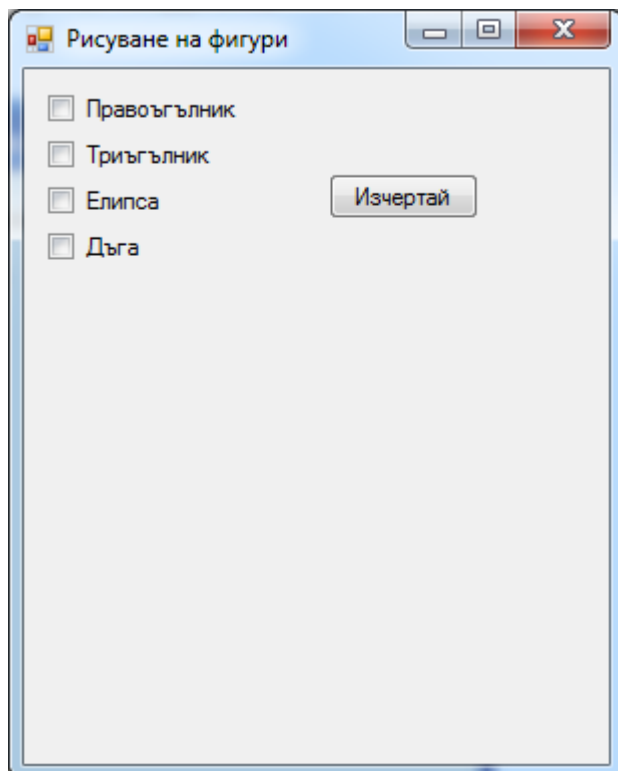 Рисуване на фигури
Правоъгълник
Триъгълник
Елипса
Изчертай
Дъга